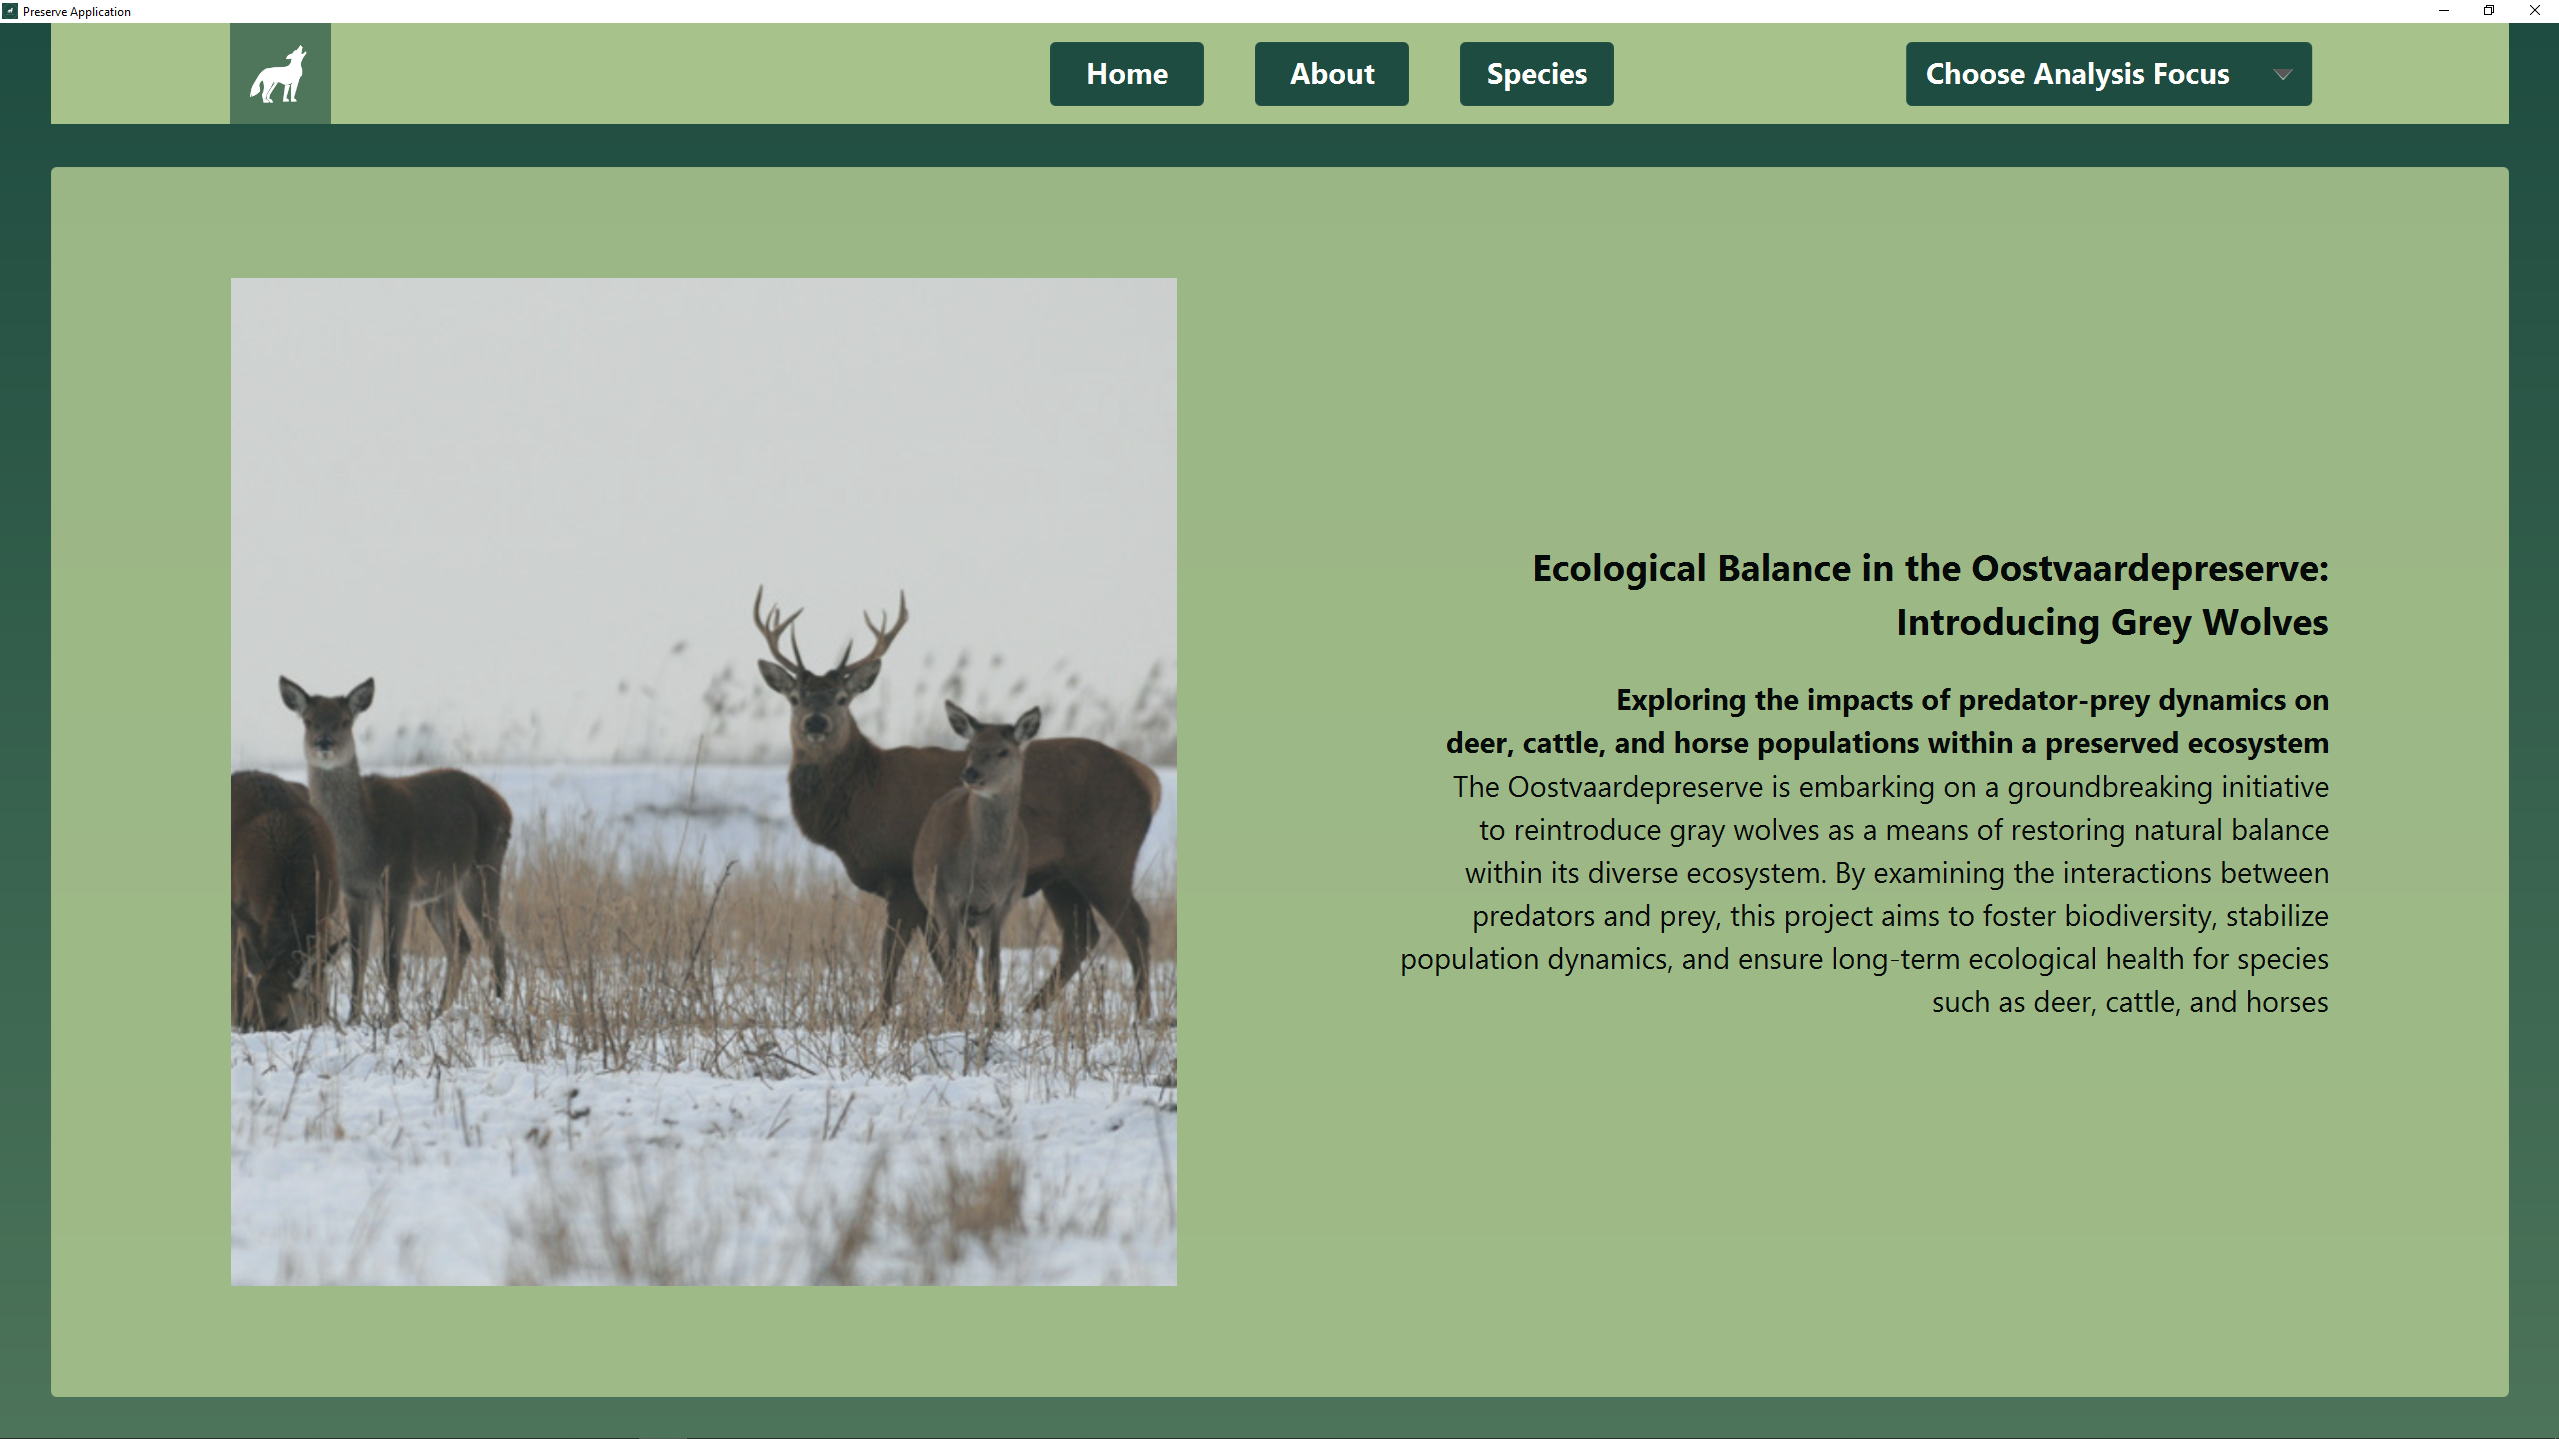 Preserve Application
Home
About
Species
Choose Analysis Focus
Ecological Balance in the Oostvaardepreserve:
Introducing Grey Wolves
Exploring the impacts of predator-prey dynamics on
deer, cattle, and horse populations within a preserved ecosystem
The Oostvaardepreserve is embarking on a groundbreaking initiative
to reintroduce gray wolves as a means of restoring natural balance
within its diverse ecosystem. By examining the interactions between
predators and prey, this project aims to foster biodiversity, stabilize
population dynamics, and ensure long-term ecological health for species
such as deer, cattle, and horses